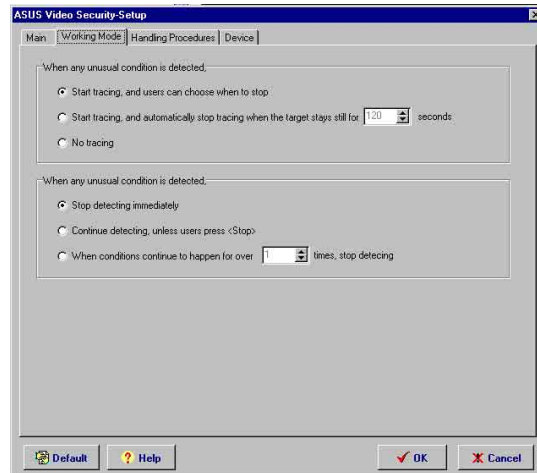 ASUS Video Security-Setup
Main Working Mode Handling Procedures Device
When any unusual condition is detected,
Start tracing, and users can choose when to stop
Start tracing, and automatically stop tracing when the target stays still for 120 seconds
No tracing
When any unusual condition is detected,
Stop detecting immediately
Continue detecting, unless users press <Stop>
When conditions continue to happen for over 1 times, stop detecing
Default ? Help OK Cancel